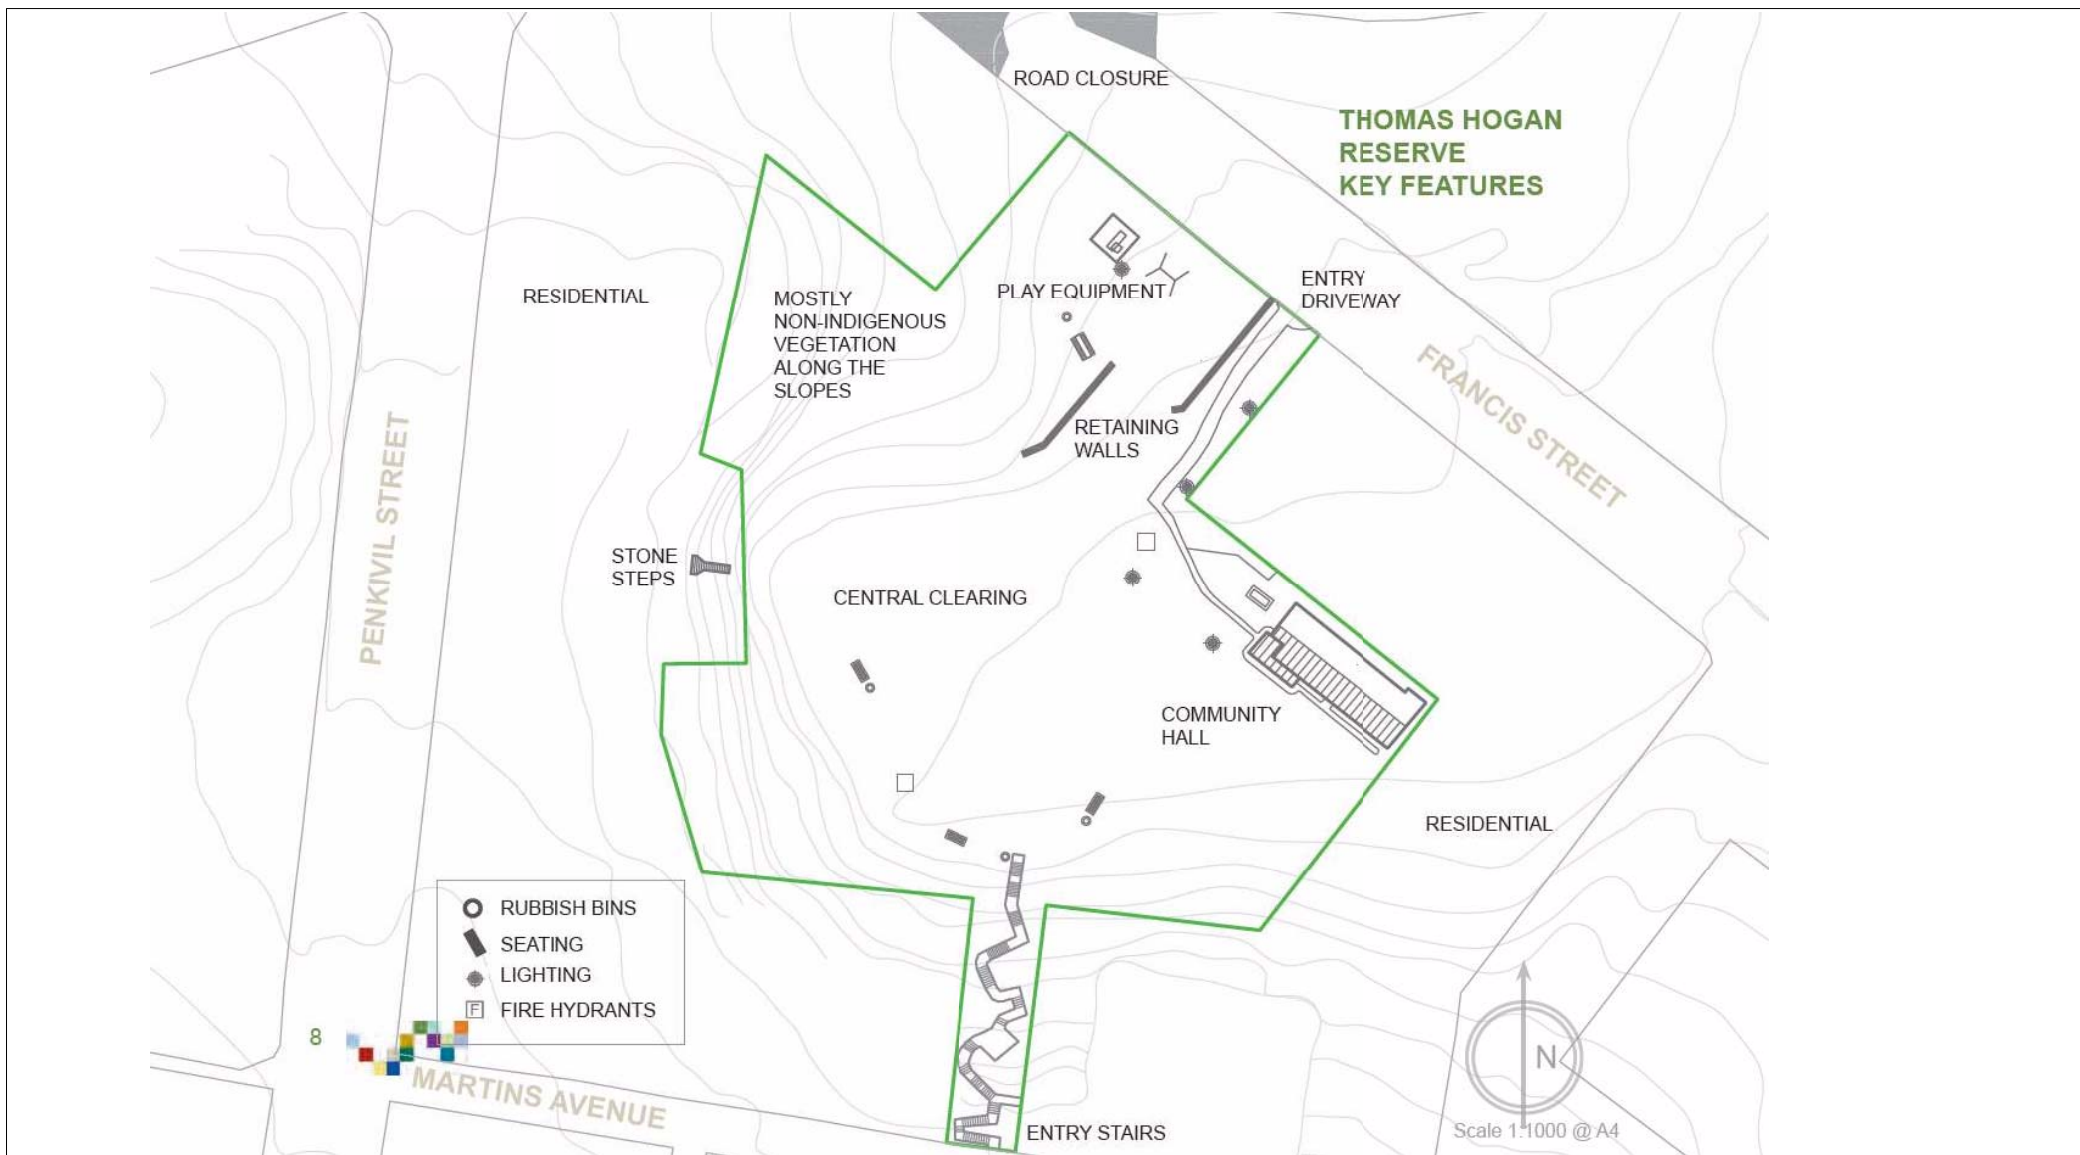 ROAD CLOSURE
THOMAS HOGAN
RESERVE
KEY FEATURES
RESIDENTIAL
MOSTLY
NON-INDIGENOUS
VEGETATION
ALONG THE
SLOPES
PLAY EQUIPMENT
ENTRY
DRIVEWAY
FRANCIS STREET
RETAINING
WALLS
PENKIVIL STREET
STONE
STEPS
CENTRAL CLEARING
COMMUNITY
HALL
RESIDENTIAL
RUBBISH BINS
SEATING
LIGHTING
F FIRE HYDRANTS
8
MARTINS AVENUE
ENTRY STAIRS
N
Scale 1:1000 @ A4